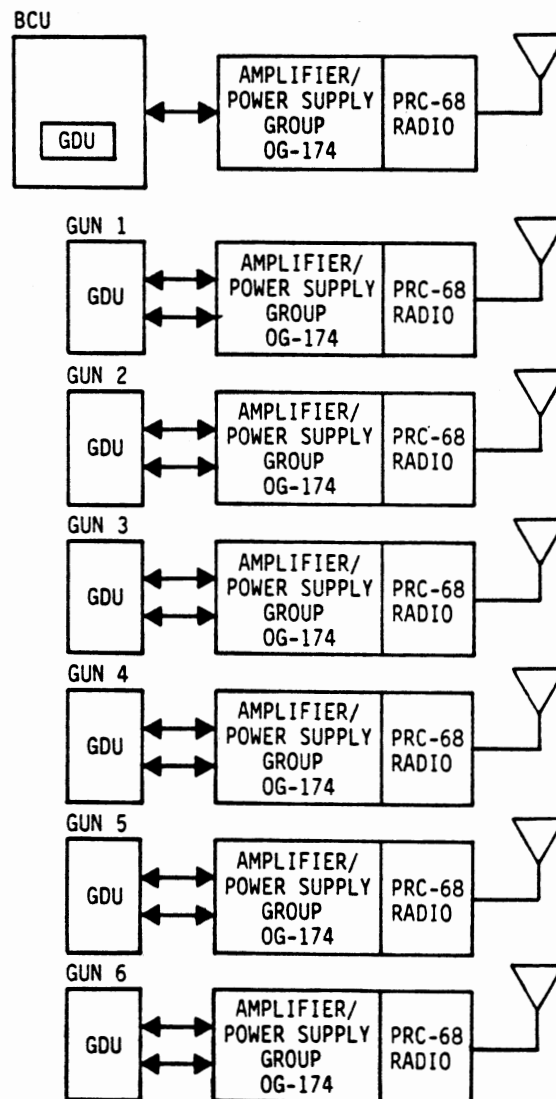 BCU
GDU
AMPLIFIER/
POWER SUPPLY
GROUP
OG-174
PRC-68
RADIO
GUN 1
GDU
AMPLIFIER/
POWER SUPPLY
GROUP
OG-174
PRC-68
RADIO
GUN 2
GDU
AMPLIFIER/
POWER SUPPLY
GROUP
OG-174
PRC-68
RADIO
GUN 3
GDU
AMPLIFIER/
POWER SUPPLY
GROUP
OG-174
PRC-68
RADIO
GUN 4
GDU
AMPLIFIER/
POWER SUPPLY
GROUP
OG-174
PRC-68
RADIO
GUN 5
GDU
AMPLIFIER/
POWER SUPPLY
GROUP
OG-174
PRC-68
RADIO
GUN 6
GDU
AMPLIFIER/
POWER SUPPLY
GROUP
OG-174
PRC-68
RADIO